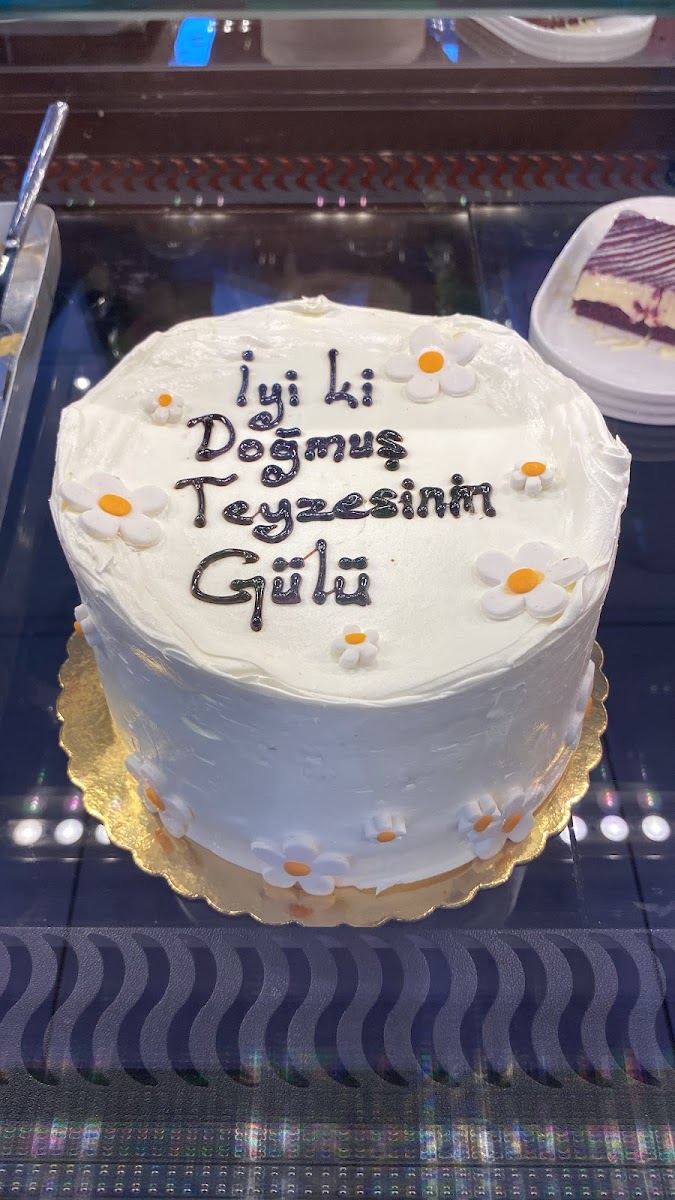 İyi ki
Doğmuş
Teyzesinin
Gülü